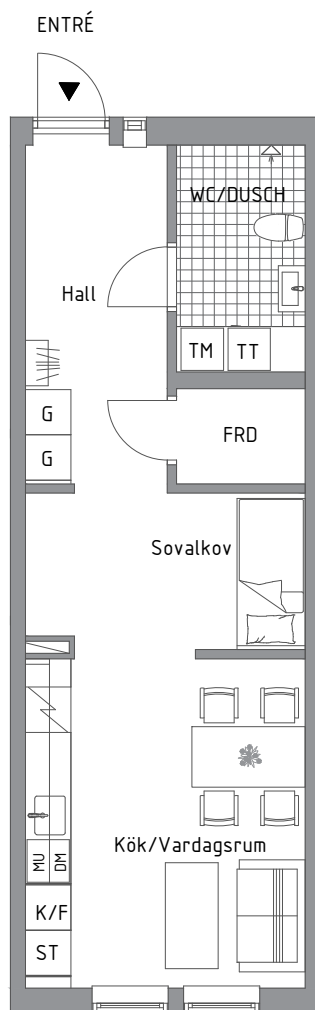 ENTRÉ
WC/DUSCH
Hall
TM
TT
G
FRD
G
Sovalkov
Kök/Vardagsrum
MU
DM
K/F
ST